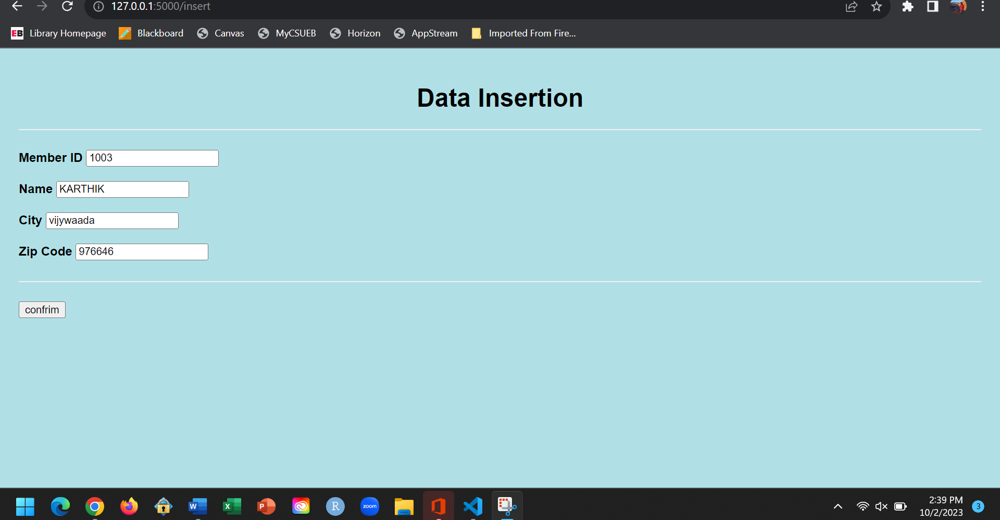 127.0.0.1:5000/insert
EB Library Homepage Blackboard Canvas MyCSUEB Horizon AppStream Imported From Fire...
Data Insertion
Member ID 1003
Name KARTHIK
City vijywaada
Zip Code 976646
confrim
W X P R zoom
2:39 PM
10/2/2023
3